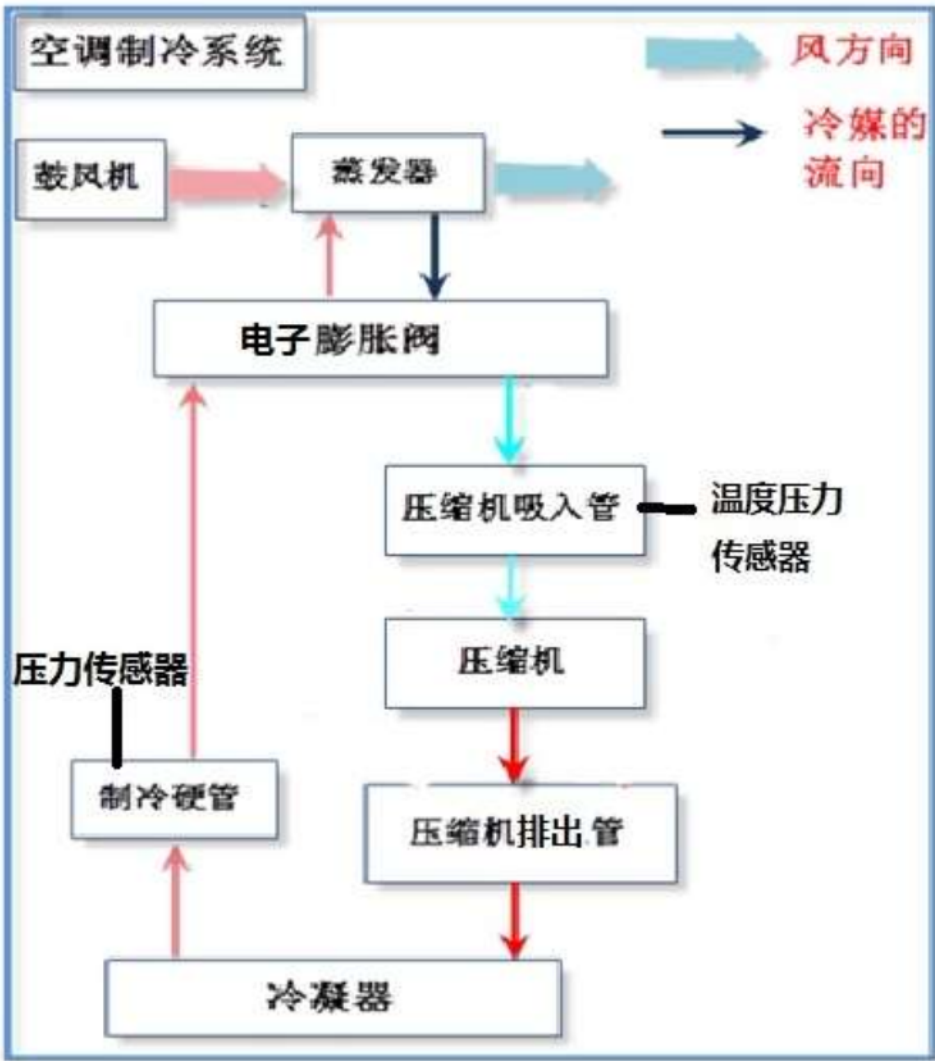 空调制冷系统
风方向
冷媒的
流向
鼓风机
蒸发器
电子膨胀阀
压缩机吸入管
温度压力
传感器
压缩机
压力传感器
制冷硬管
压缩机排出管
冷凝器